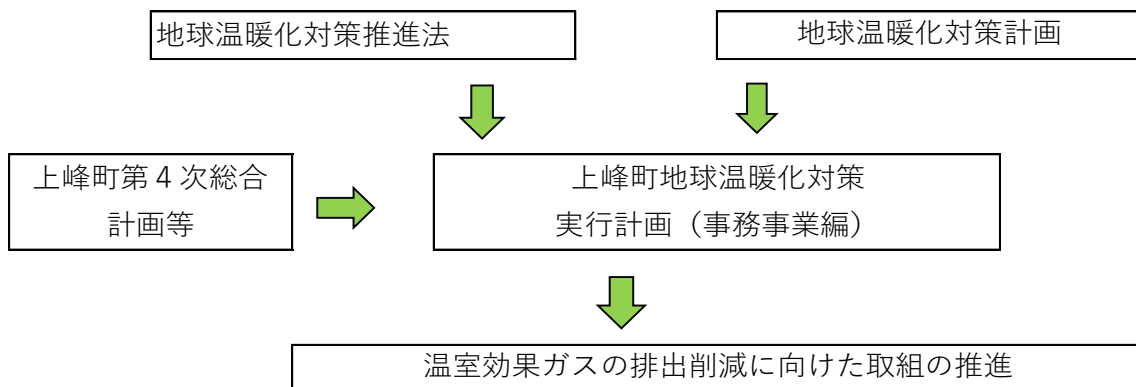 地球温暖化対策推進法
地球温暖化対策計画
上峰町第4次総合
計画等
上峰町地球温暖化対策
実行計画（事務事業編）
温室効果ガスの排出削減に向けた取組の推進